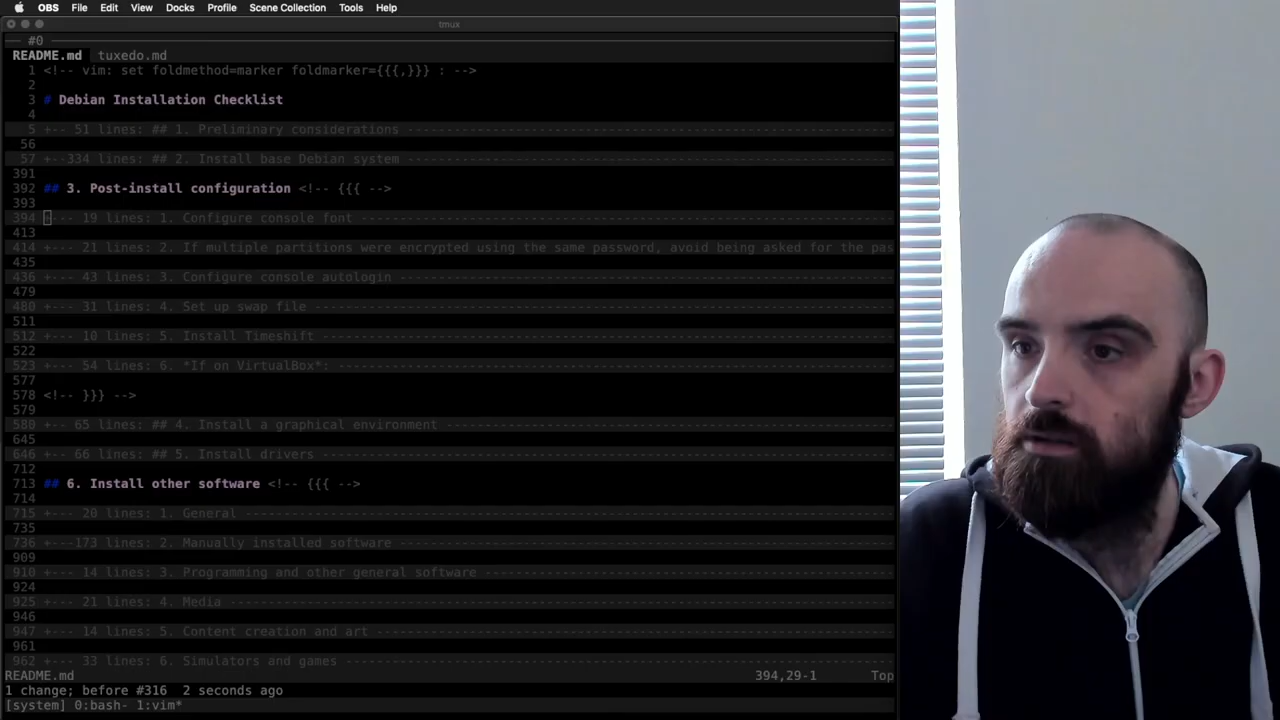 OBS File Edit View Docks Profile Scene Collection Tools Help
tmux
#0
README.md tuxedo.md
1 <!-- vim: set foldmethod=marker foldmarker={{{,}}} : -->
2
3 # Debian Installation Checklist
4
5 +-- 51 lines: ## 1. Preliminary considerations
56
57 +--334 lines: ## 2. Install base Debian system
391
392 ## 3. Post-install configuration <!-- {{{ -->
393
394 +--- 19 lines: 1. Configure console font
413
414 +--- 21 lines: 2. If multiple partitions were encrypted using the same password, avoid being asked for the pas
435
436 +--- 43 lines: 3. Configure console autologin
479
480 +--- 31 lines: 4. Set up swap file
511
512 +--- 10 lines: 5. Install Timeshift
522
523 +--- 54 lines: 6. *If on VirtualBox*
577
578 <!-- }}} -->
579
580 +-- 65 lines: ## 4. Install a graphical environment
645
646 +-- 66 lines: ## 5. Install drivers
712
713 ## 6. Install other software <!-- {{{ -->
714
715 +--- 20 lines: 1. General
735
736 +---173 lines: 2. Manually installed software
909
910 +--- 14 lines: 3. Programming and other general software
924
925 +--- 21 lines: 4. Media
946
947 +--- 14 lines: 5. Content creation and art
961
962 +--- 33 lines: 6. Simulators and games
README.md 394,29-1 Top
1 change; before #316 2 seconds ago
[system] 0:bash- 1:vim*